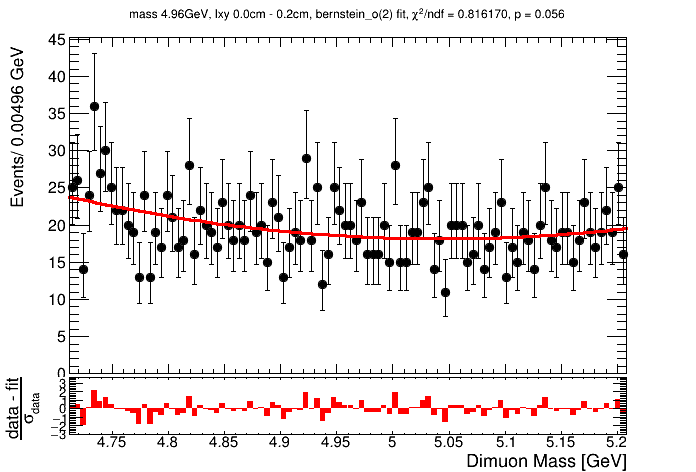 mass 4.96GeV, lxy 0.0cm - 0.2cm, bernstein_o(2) fit, χ²/ndf = 0.816170, p = 0.056
Events/ 0.00496 GeV
45
40
35
30
25
20
15
10
5
0
data - fit
σdata
3
2
1
0
−1
−2
−3
4.75 4.8 4.85 4.9 4.95 5 5.05 5.1 5.15 5.2
Dimuon Mass [GeV]